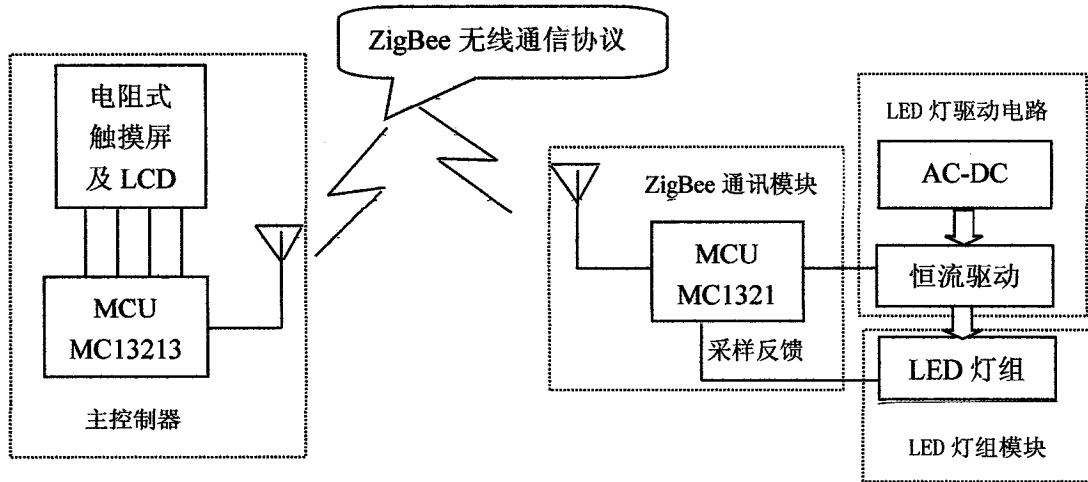 ZigBee 无线通信协议
电阻式
触摸屏
及 LCD
MCU
MC13213
主控制器
ZigBee 通讯模块
MCU
MC1321
采样反馈
LED 灯驱动电路
AC-DC
恒流驱动
LED 灯组
LED 灯组模块